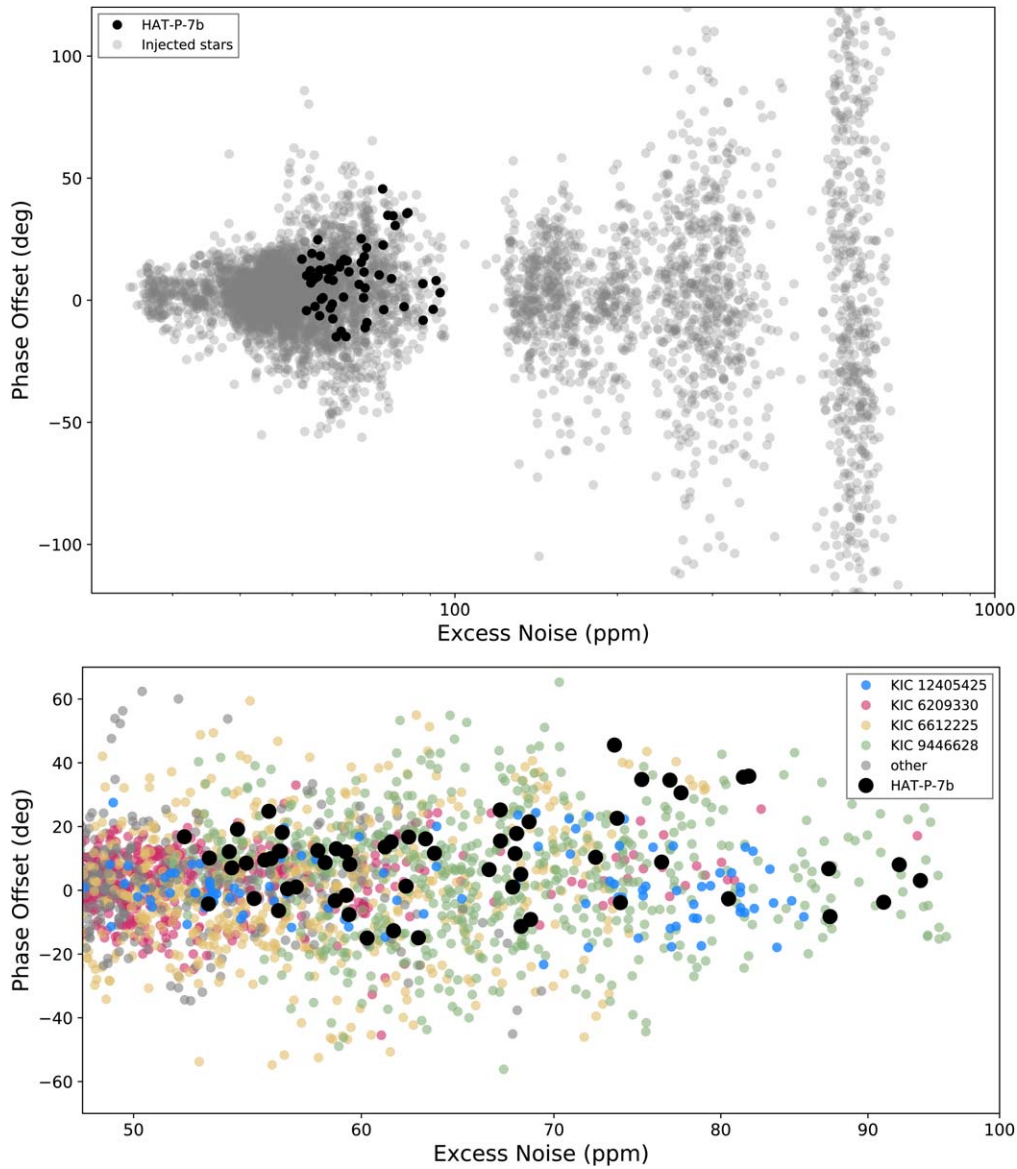 HAT-P-7b
Injected stars
100
50
0
−50
−100
Phase Offset (deg)
100
1000
Excess Noise (ppm)
KIC 12405425
KIC 6209330
KIC 6612225
KIC 9446628
other
HAT-P-7b
60
40
20
0
−20
−40
−60
Phase Offset (deg)
50
60
70
80
90
100
Excess Noise (ppm)